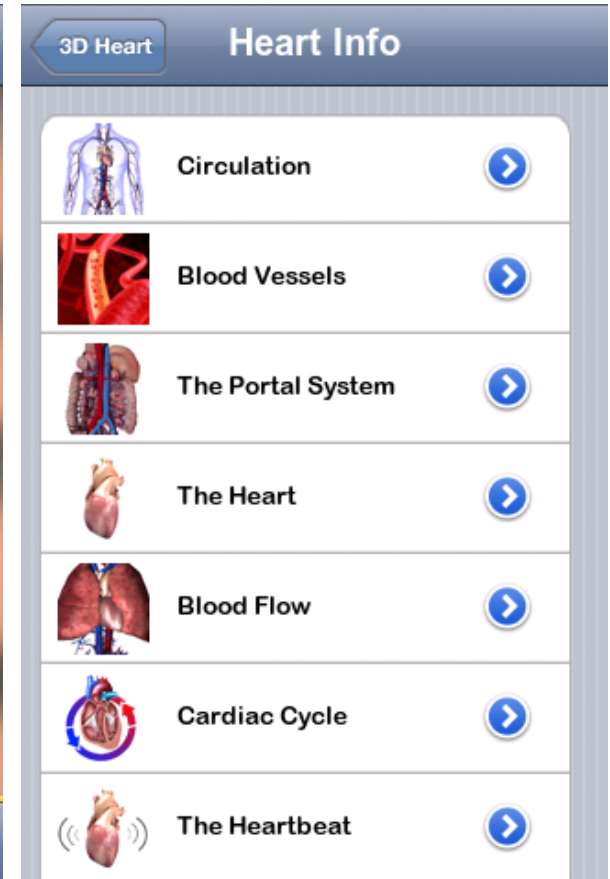 3D Heart
Heart Info
Circulation
Blood Vessels
The Portal System
The Heart
Blood Flow
Cardiac Cycle
The Heartbeat